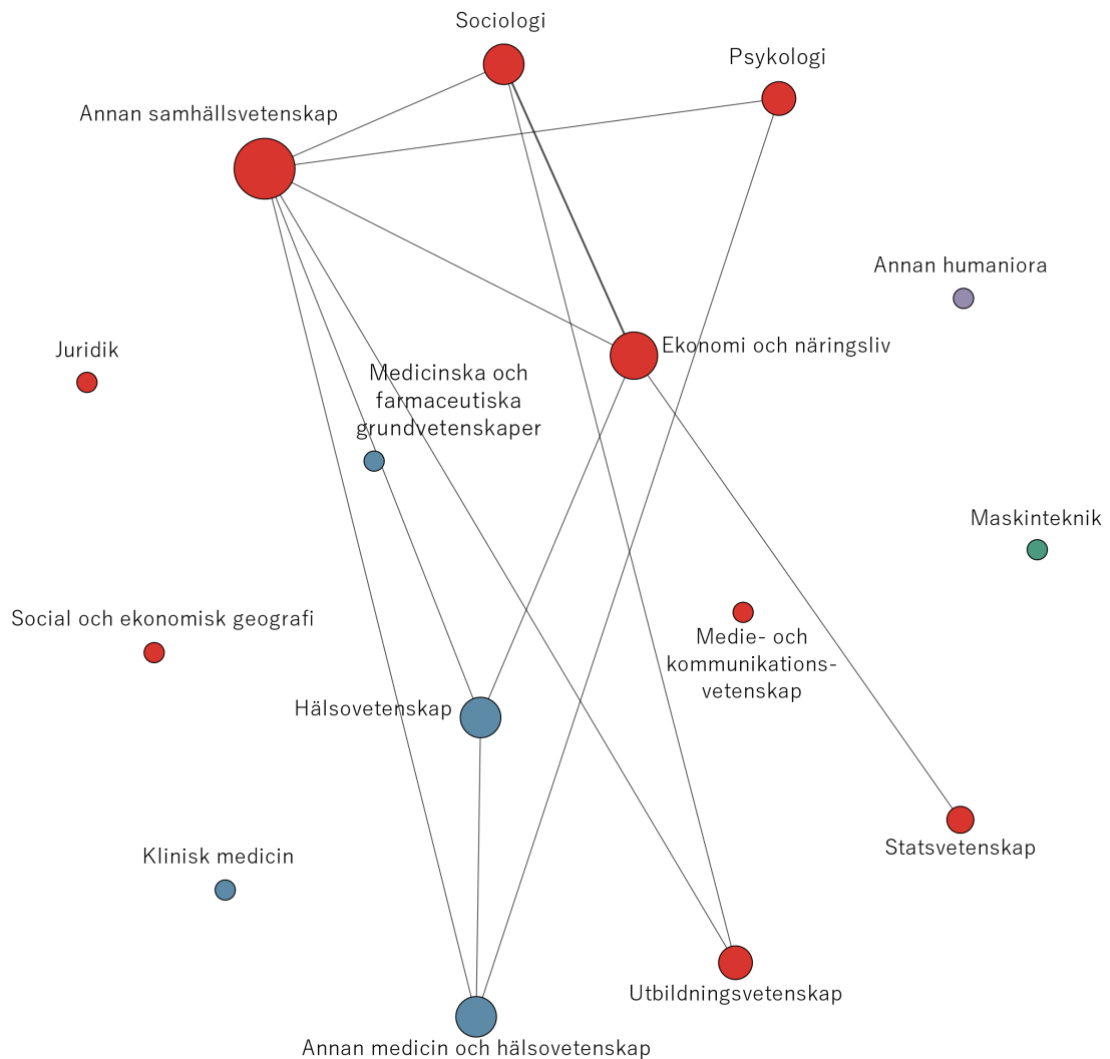 Sociologi
Psykologi
Annan samhällsvetenskap
Annan humaniora
Ekonomi och näringsliv
Juridik
Medicinska och
farmaceutiska
grundvetenskaper
Maskinteknik
Social och ekonomisk geografi
Medie- och
kommunikations-
vetenskap
Hälsovetenskap
Statsvetenskap
Klinisk medicin
Utbildningsvetenskap
Annan medicin och hälsovetenskap